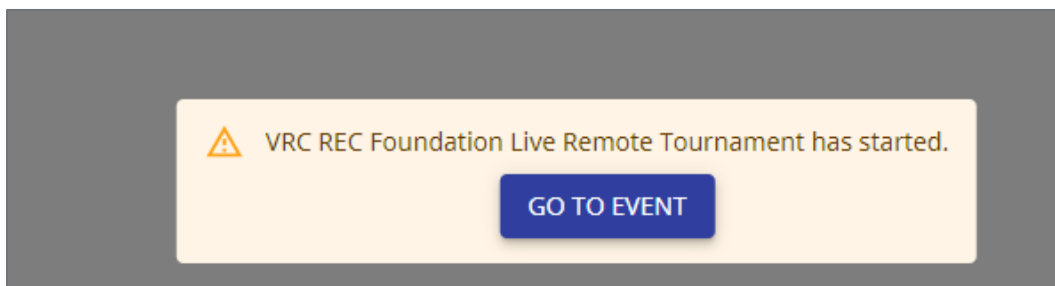 VRC REC Foundation Live Remote Tournament has started.
GO TO EVENT